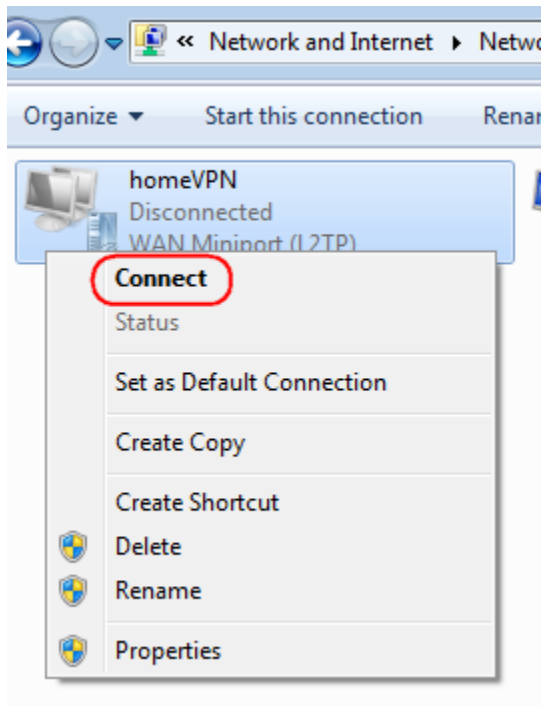 « Network and Internet ▸ Netwo
Organize ▾ Start this connection Renar
homeVPN
Disconnected
WAN Miniport (L2TP)
Connect
Status
Set as Default Connection
Create Copy
Create Shortcut
Delete
Rename
Properties